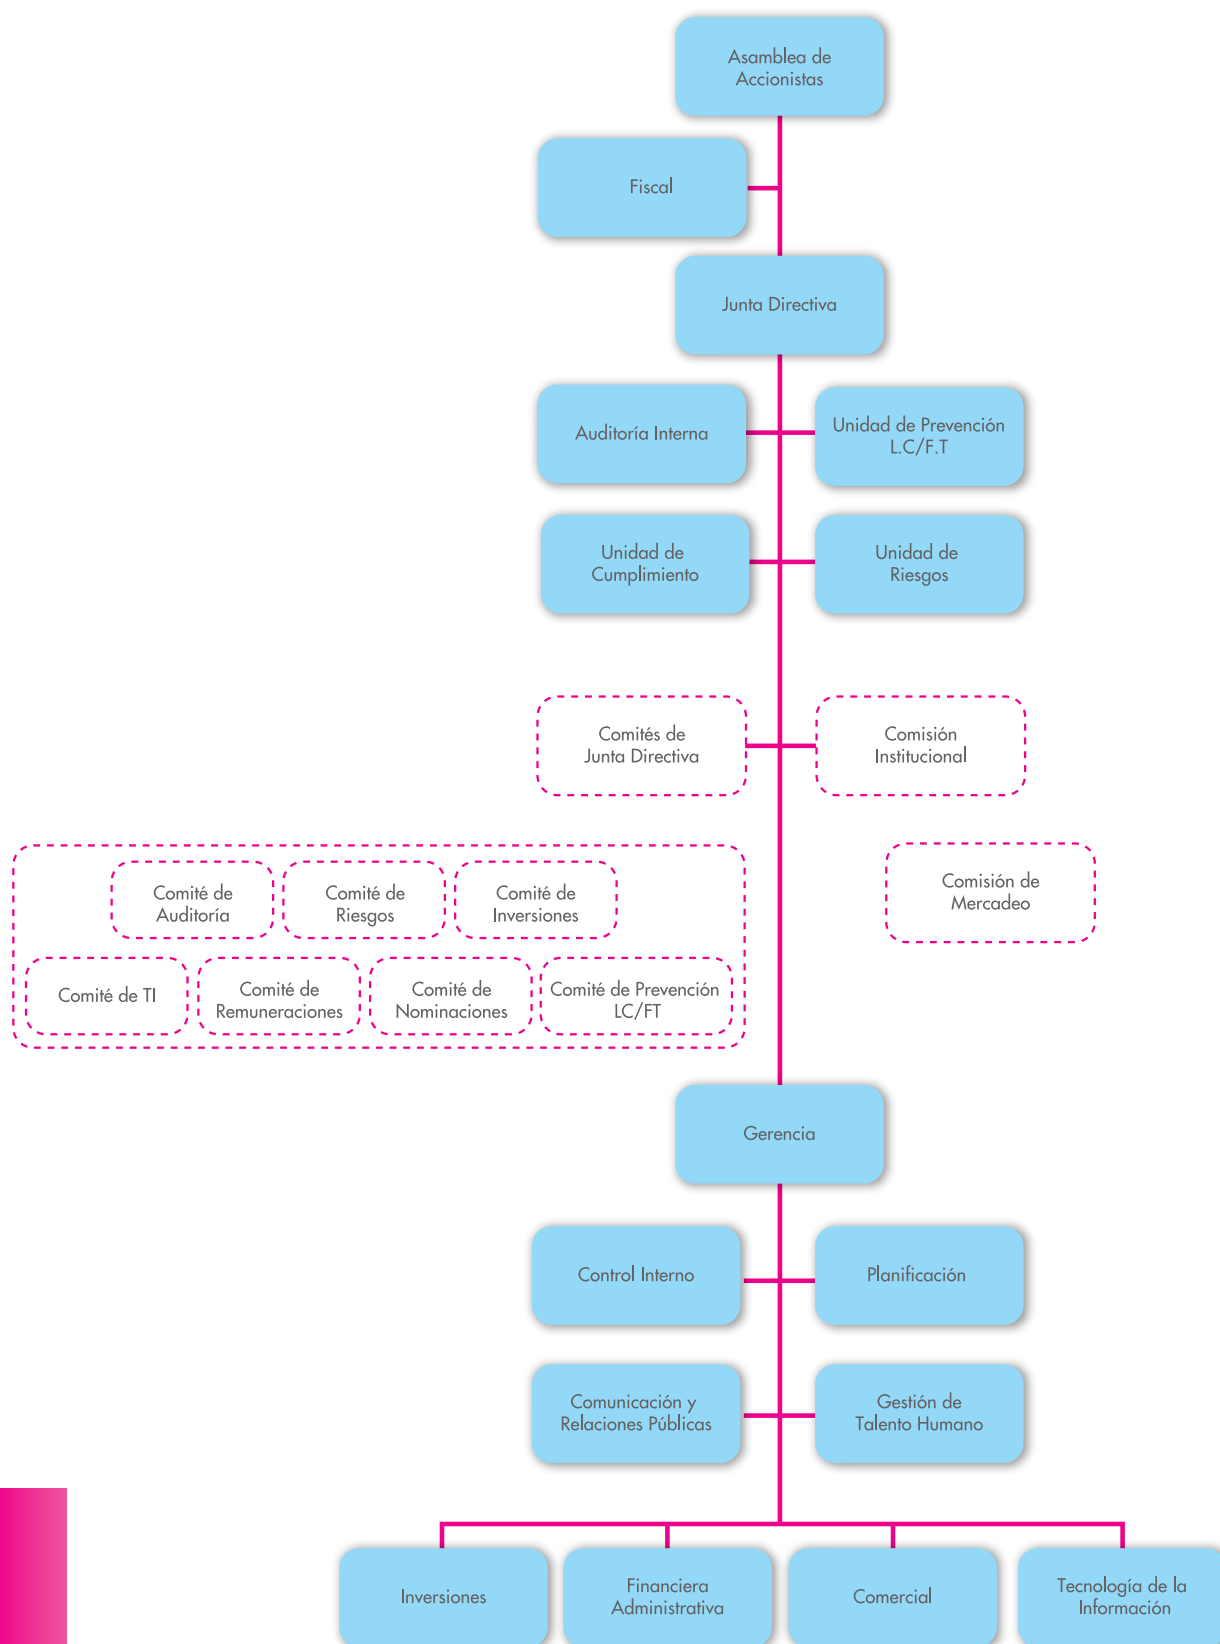 Asamblea de
Accionistas
Fiscal
Junta Directiva
Auditoría Interna
Unidad de Prevención
L.C/F.T
Unidad de
Cumplimiento
Unidad de
Riesgos
Comités de
Junta Directiva
Comisión
Institucional
Comité de
Auditoría
Comité de
Riesgos
Comité de
Inversiones
Comisión de
Mercadeo
Comité de TI
Comité de
Remuneraciones
Comité de
Nominaciones
Comité de Prevención
LC/FT
Gerencia
Control Interno
Planificación
Comunicación y
Relaciones Públicas
Gestión de
Talento Humano
Inversiones
Financiera
Administrativa
Comercial
Tecnología de la
Información